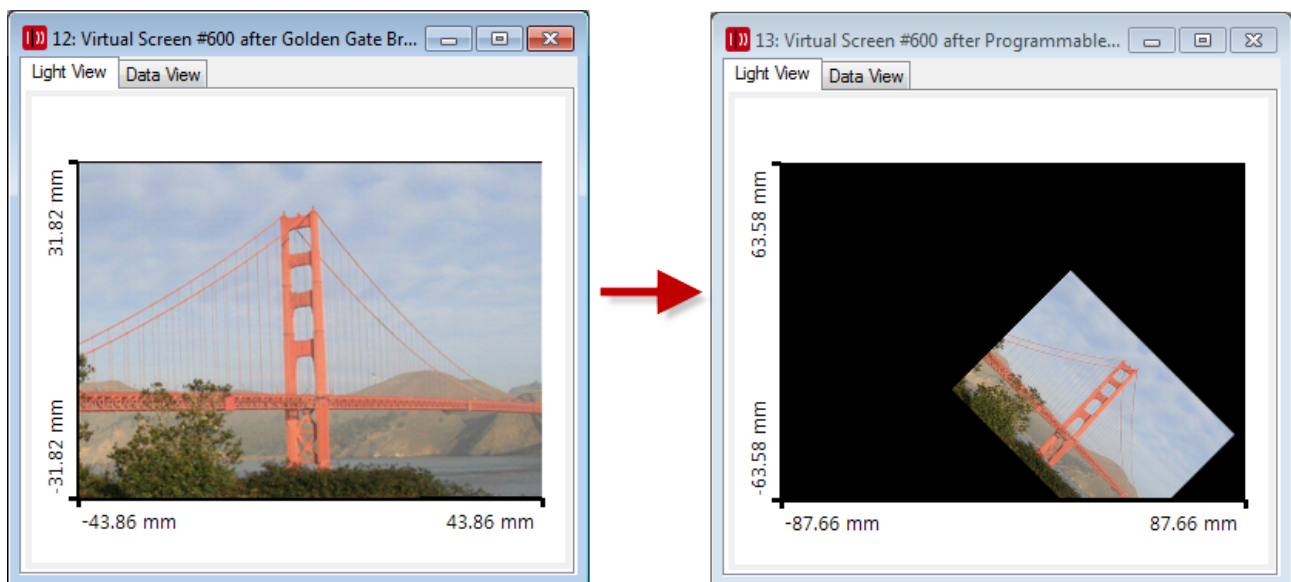 12: Virtual Screen #600 after Golden Gate Br...
Light View
Data View
31.82 mm
-31.82 mm
-43.86 mm
43.86 mm
13: Virtual Screen #600 after Programmable...
Light View
Data View
63.58 mm
-63.58 mm
-87.66 mm
87.66 mm